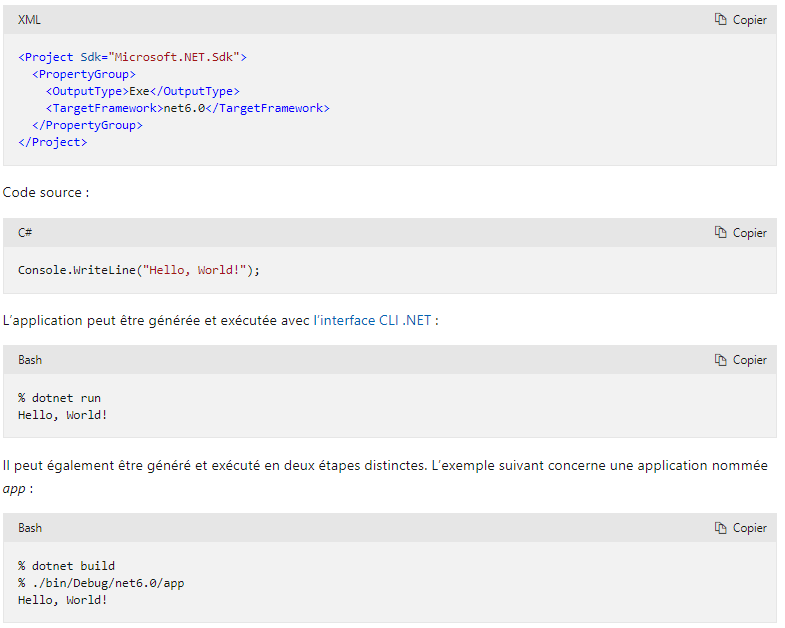 XML
Copier
<Project Sdk="Microsoft.NET.Sdk">
  <PropertyGroup>
    <OutputType>Exe</OutputType>
    <TargetFramework>net6.0</TargetFramework>
  </PropertyGroup>
</Project>
Code source :
C#
Copier
Console.WriteLine("Hello, World!");
L'application peut être générée et exécutée avec l'interface CLI .NET :
Bash
Copier
% dotnet run
Hello, World!
Il peut également être généré et exécuté en deux étapes distinctes. L'exemple suivant concerne une application nommée
app :
Bash
Copier
% dotnet build
% ./bin/Debug/net6.0/app
Hello, World!